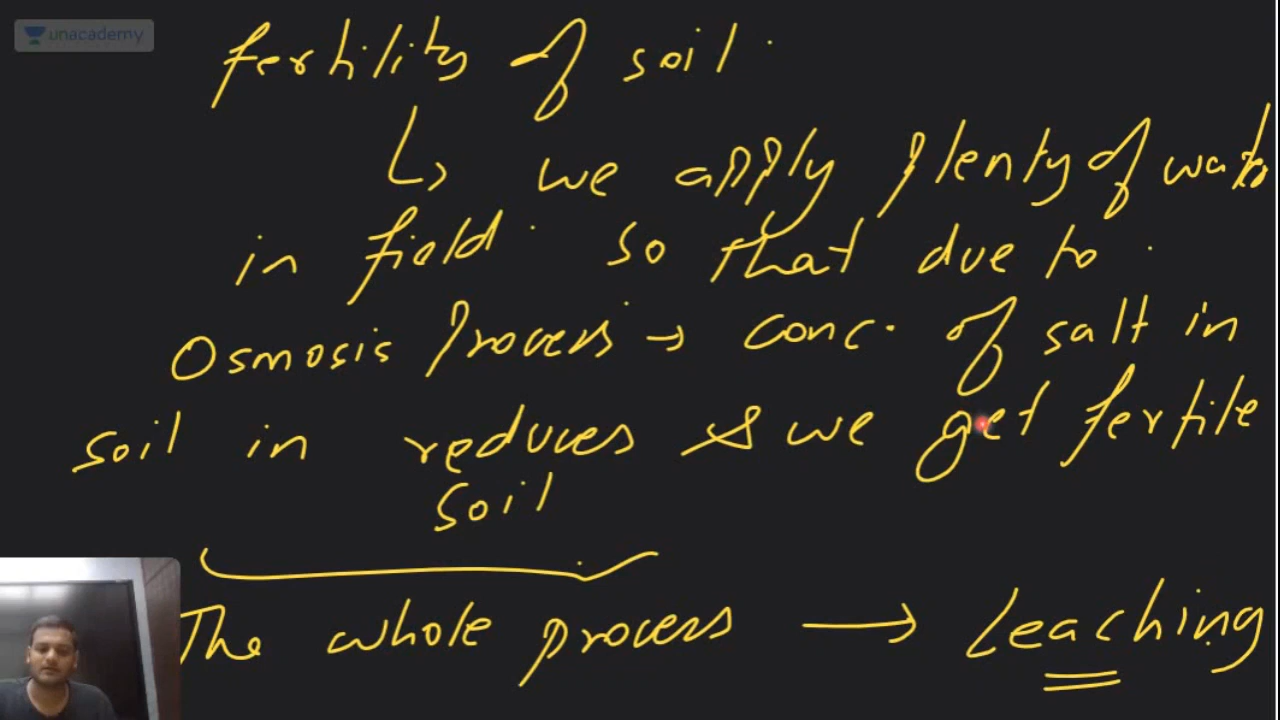 unacademy
fertility of soil.
↳ we apply plenty of water
in field. so that due to
Osmosis process → conc. of salt in
soil in reduces & we get fertile
soil
The whole process → Leaching